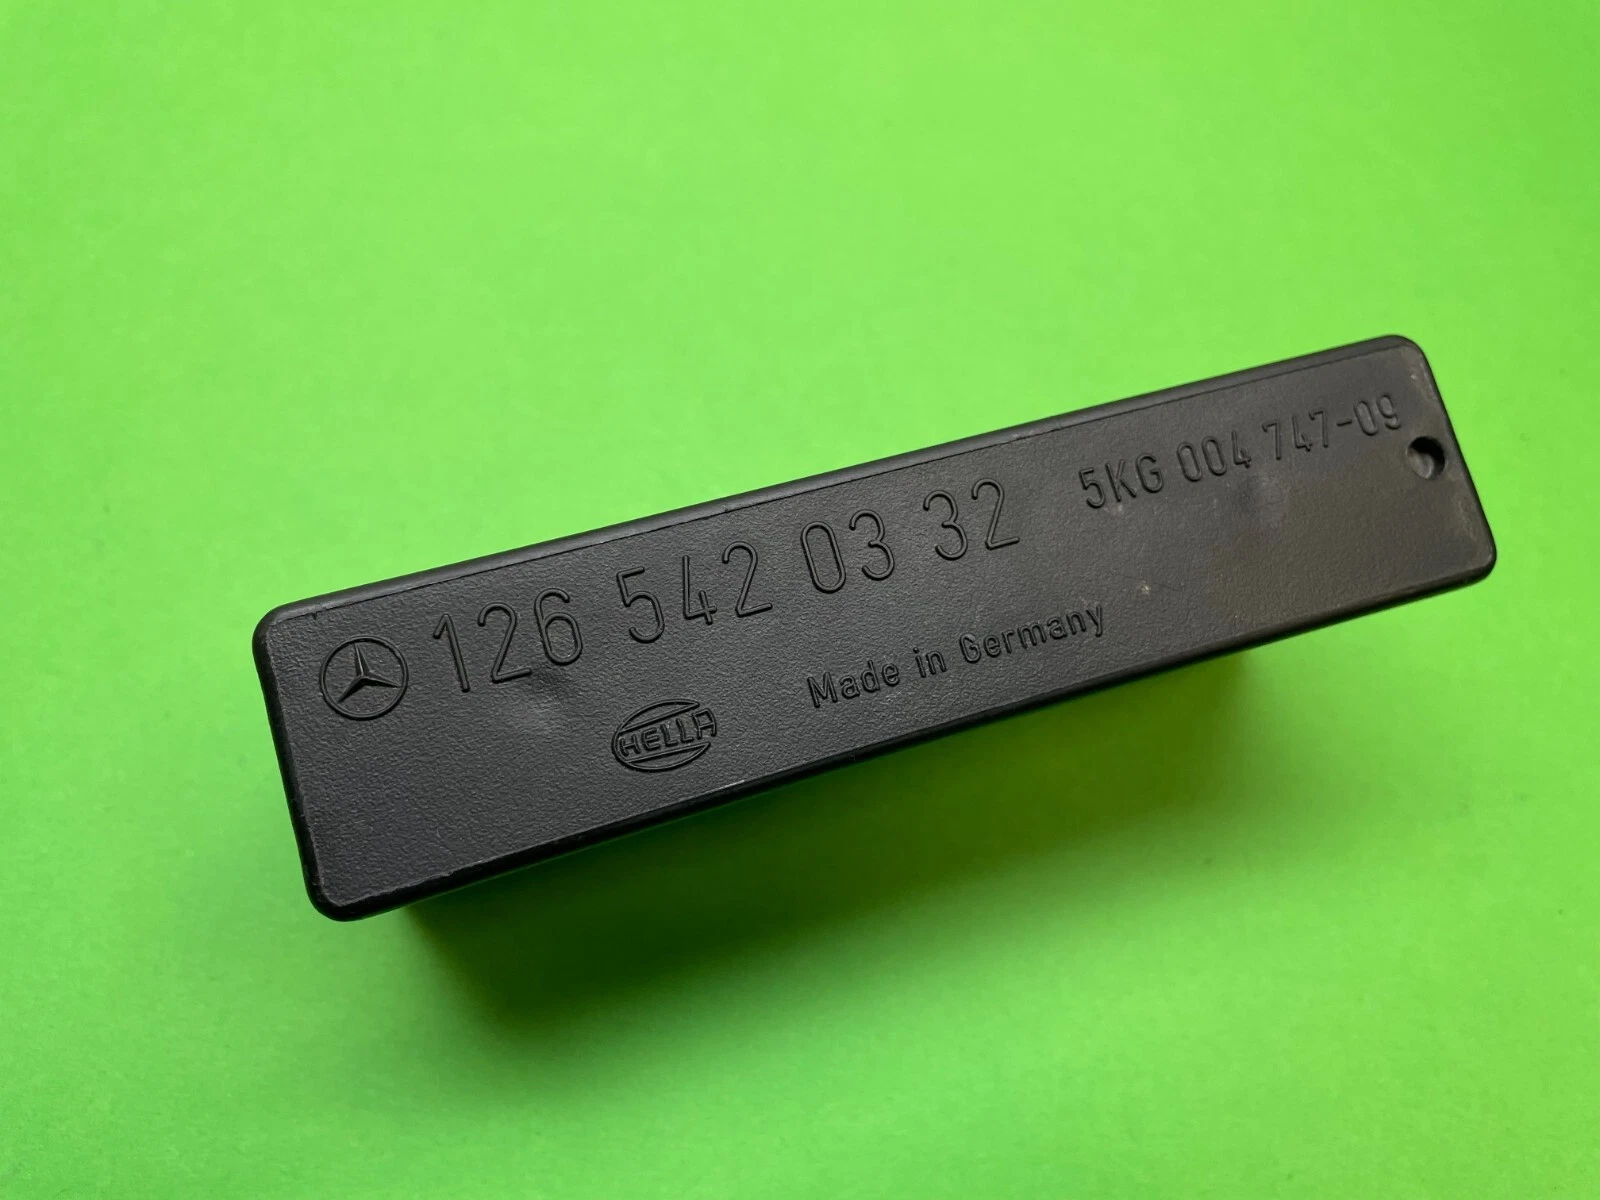 126 542 03 32
5KG 004 747-09
HELLA
Made in Germany